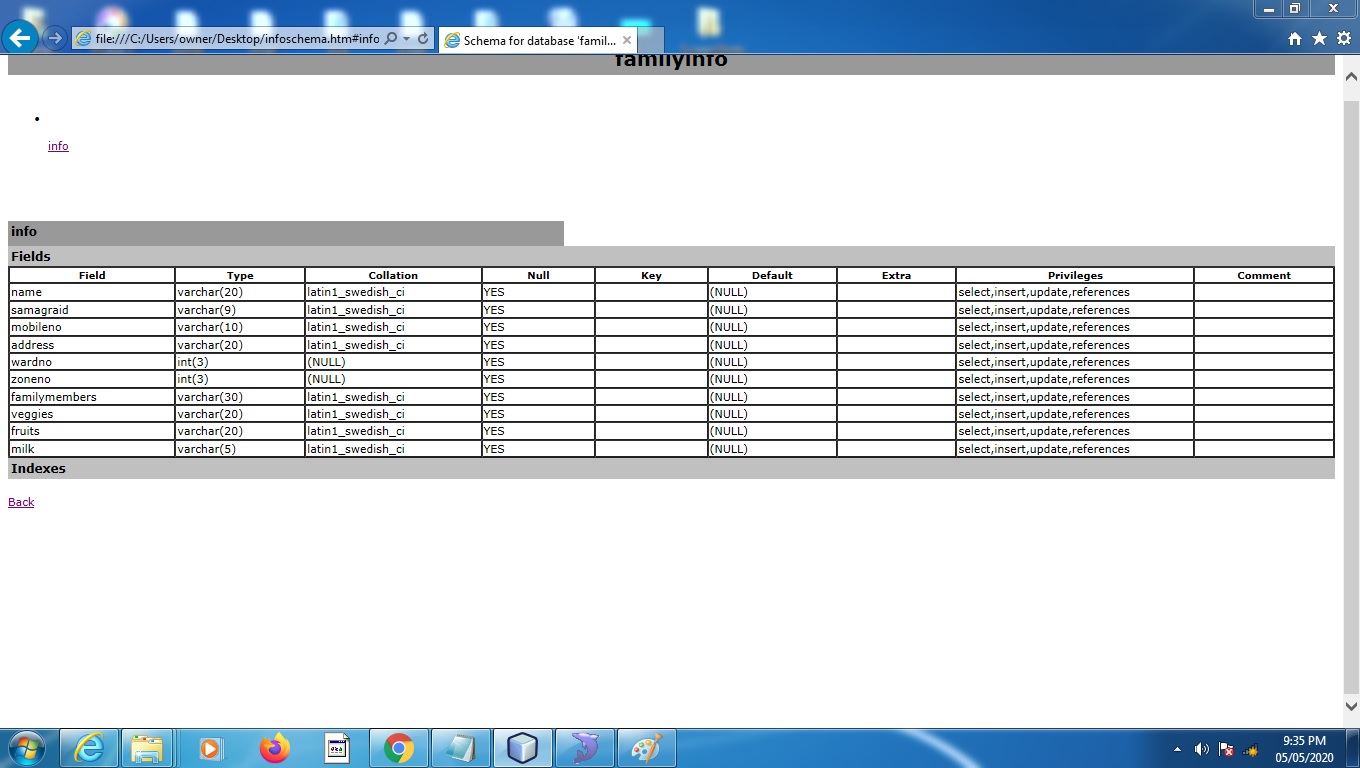 file:///C:/Users/owner/Desktop/infoschema.htm#info
Schema for database 'famil...
familyinfo
info
info
Fields
Field Type Collation Null Key Default Extra Privileges Comment
name varchar(20) latin1_swedish_ci YES (NULL) select,insert,update,references
samagraid varchar(9) latin1_swedish_ci YES (NULL) select,insert,update,references
mobileno varchar(10) latin1_swedish_ci YES (NULL) select,insert,update,references
address varchar(20) latin1_swedish_ci YES (NULL) select,insert,update,references
wardno int(3) (NULL) YES (NULL) select,insert,update,references
zoneno int(3) (NULL) YES (NULL) select,insert,update,references
familymembers varchar(30) latin1_swedish_ci YES (NULL) select,insert,update,references
veggies varchar(20) latin1_swedish_ci YES (NULL) select,insert,update,references
fruits varchar(20) latin1_swedish_ci YES (NULL) select,insert,update,references
milk varchar(5) latin1_swedish_ci YES (NULL) select,insert,update,references
Indexes
Back
9:35 PM
05/05/2020